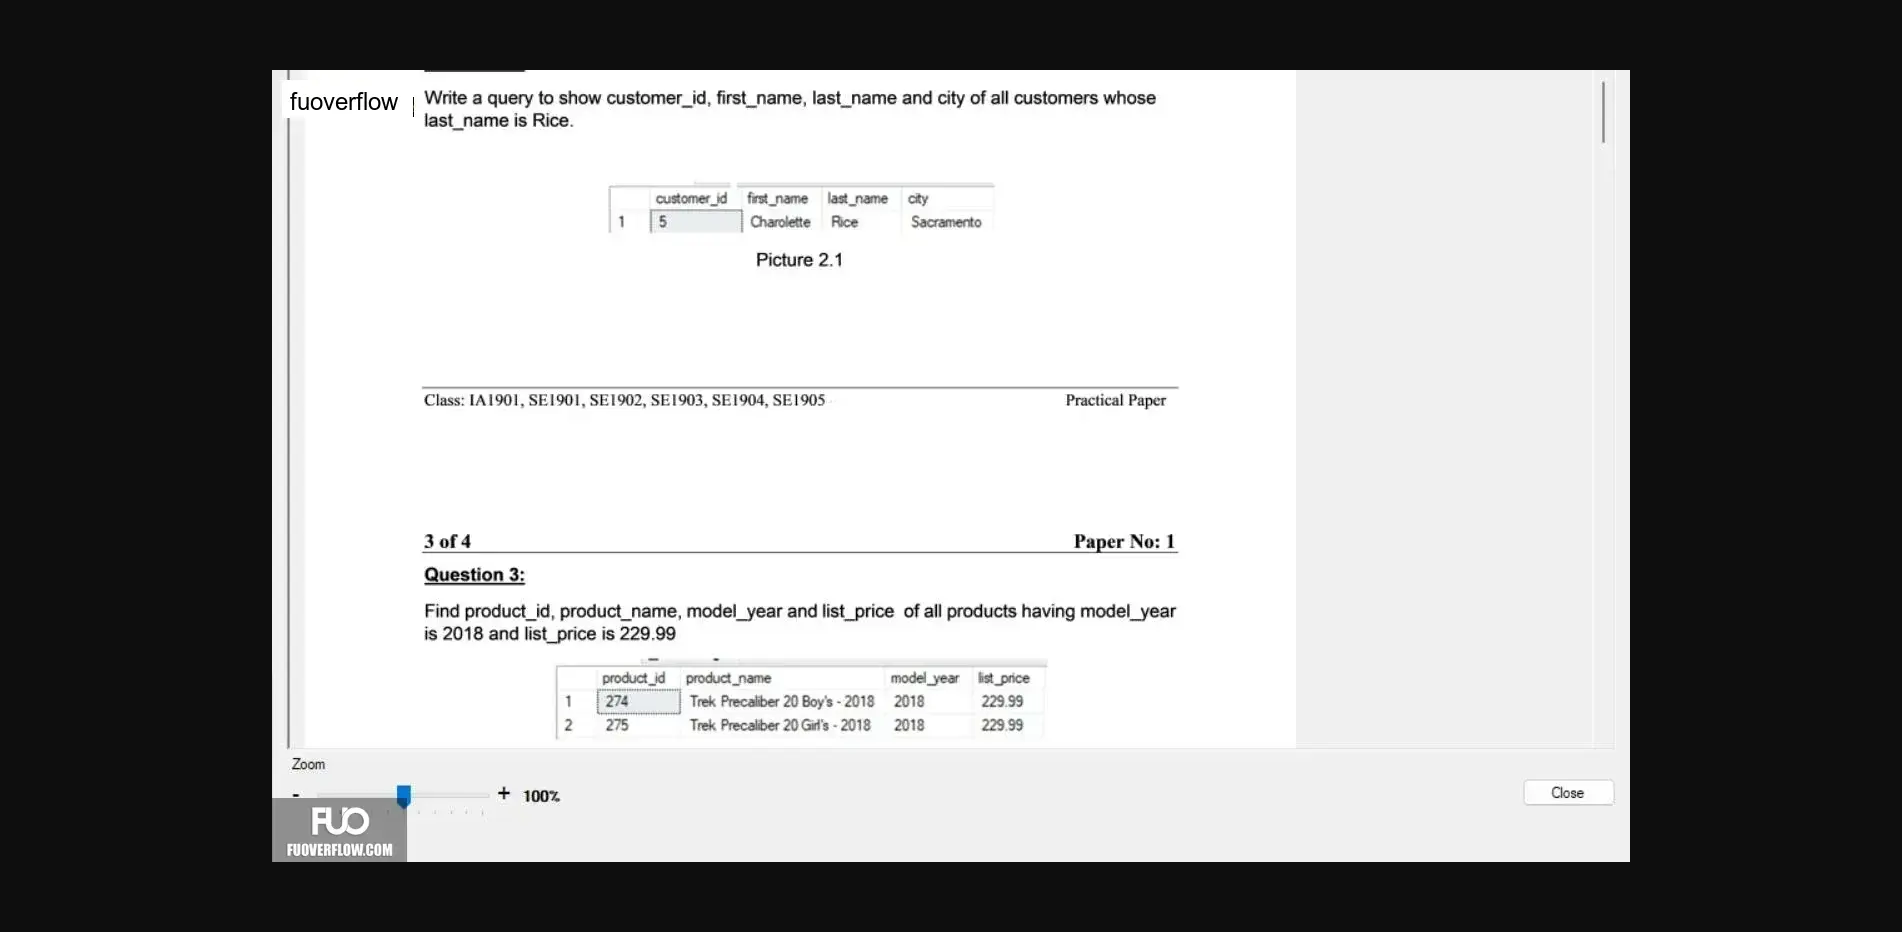 fuoverflow
Write a query to show customer_id, first_name, last_name and city of all customers whose
last_name is Rice.
customer_id first_name last_name city
1 5 Charolette Rice Sacramento
Picture 2.1
Class: IA1901, SE1901, SE1902, SE1903, SE1904, SE1905 Practical Paper
3 of 4 Paper No: 1
Question 3:
Find product_id, product_name, model_year and list_price of all products having model_year
is 2018 and list_price is 229.99
product_id product_name model_year list_price
1 274 Trek Precaliber 20 Boy's - 2018 2018 229.99
2 275 Trek Precaliber 20 Girl's - 2018 2018 229.99
Zoom
- + 100%
Close
FUO
FUOVERFLOW.COM